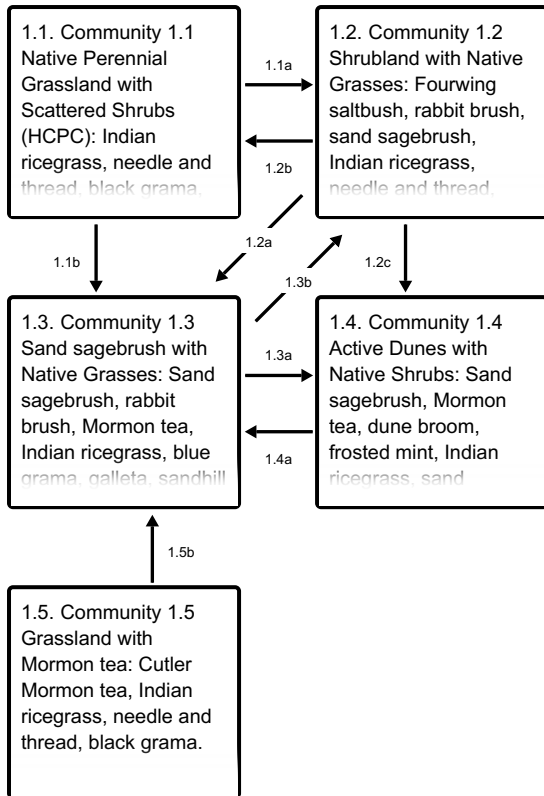 1.1. Community 1.1
Native Perennial
Grassland with
Scattered Shrubs
(HCPC): Indian
ricegrass, needle and
thread, black grama,
1.1a
1.2b
1.2. Community 1.2
Shrubland with Native
Grasses: Fourwing
saltbush, rabbit brush,
sand sagebrush,
Indian ricegrass,
needle and thread,
1.1b
1.2a
1.3b
1.2c
1.3. Community 1.3
Sand sagebrush with
Native Grasses: Sand
sagebrush, rabbit
brush, Mormon tea,
Indian ricegrass, blue
grama, galleta, sandhill
1.3a
1.4a
1.4. Community 1.4
Active Dunes with
Native Shrubs: Sand
sagebrush, Mormon
tea, dune broom,
frosted mint, Indian
ricegrass, sand
1.5b
1.5. Community 1.5
Grassland with
Mormon tea: Cutler
Mormon tea, Indian
ricegrass, needle and
thread, black grama.